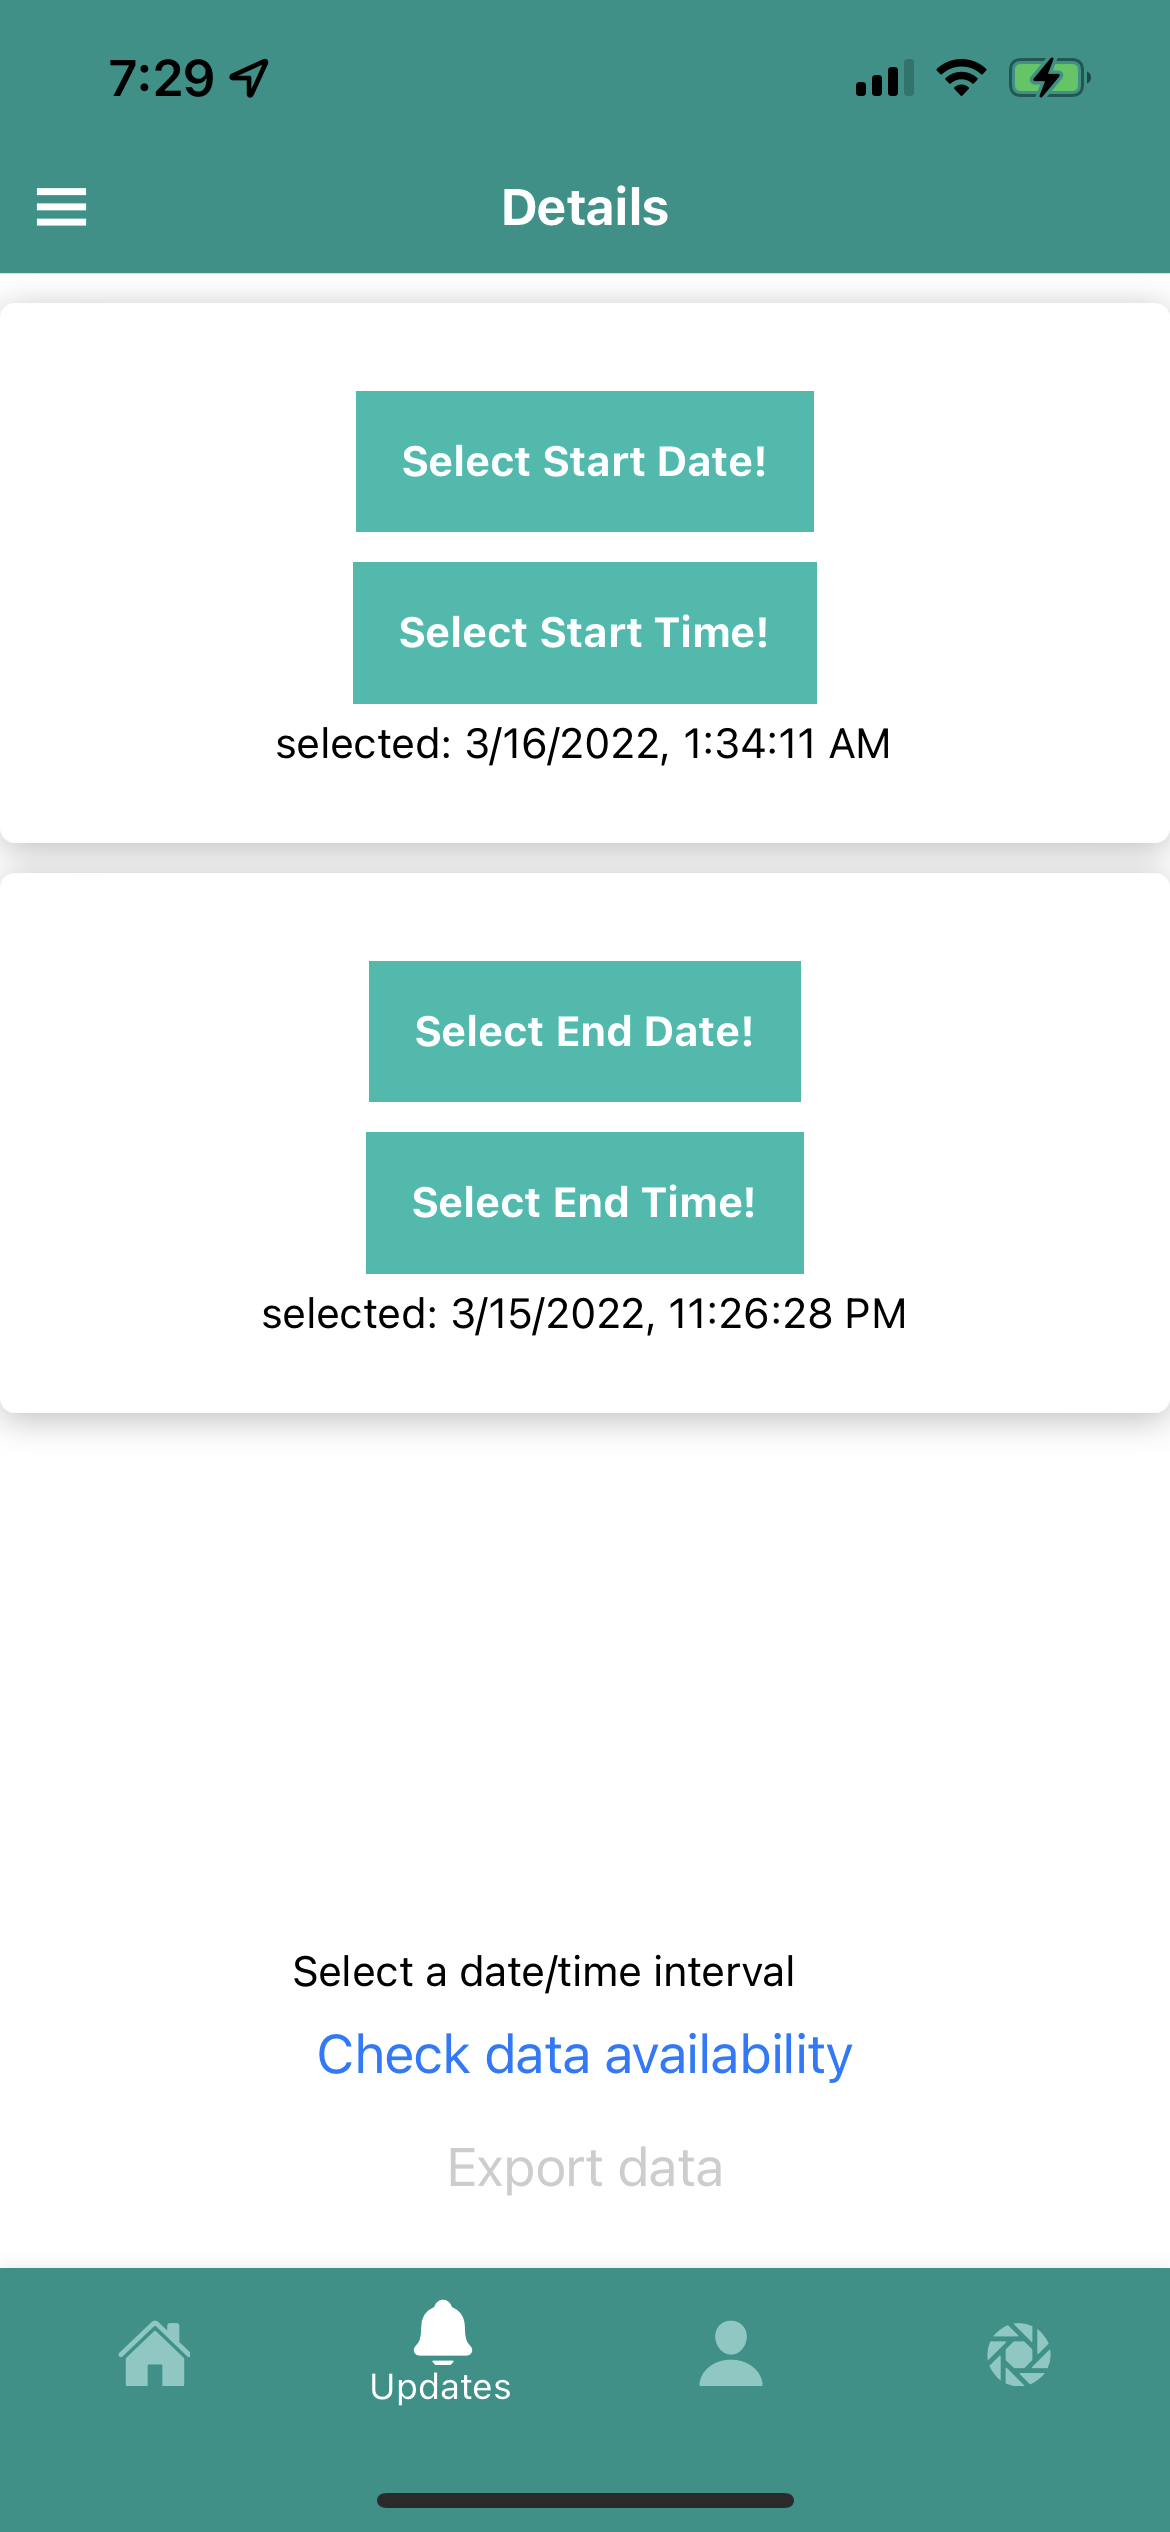 7:29
Details
Select Start Date!
Select Start Time!
selected: 3/16/2022, 1:34:11 AM
Select End Date!
Select End Time!
selected: 3/15/2022, 11:26:28 PM
Select a date/time interval
Check data availability
Export data
Updates